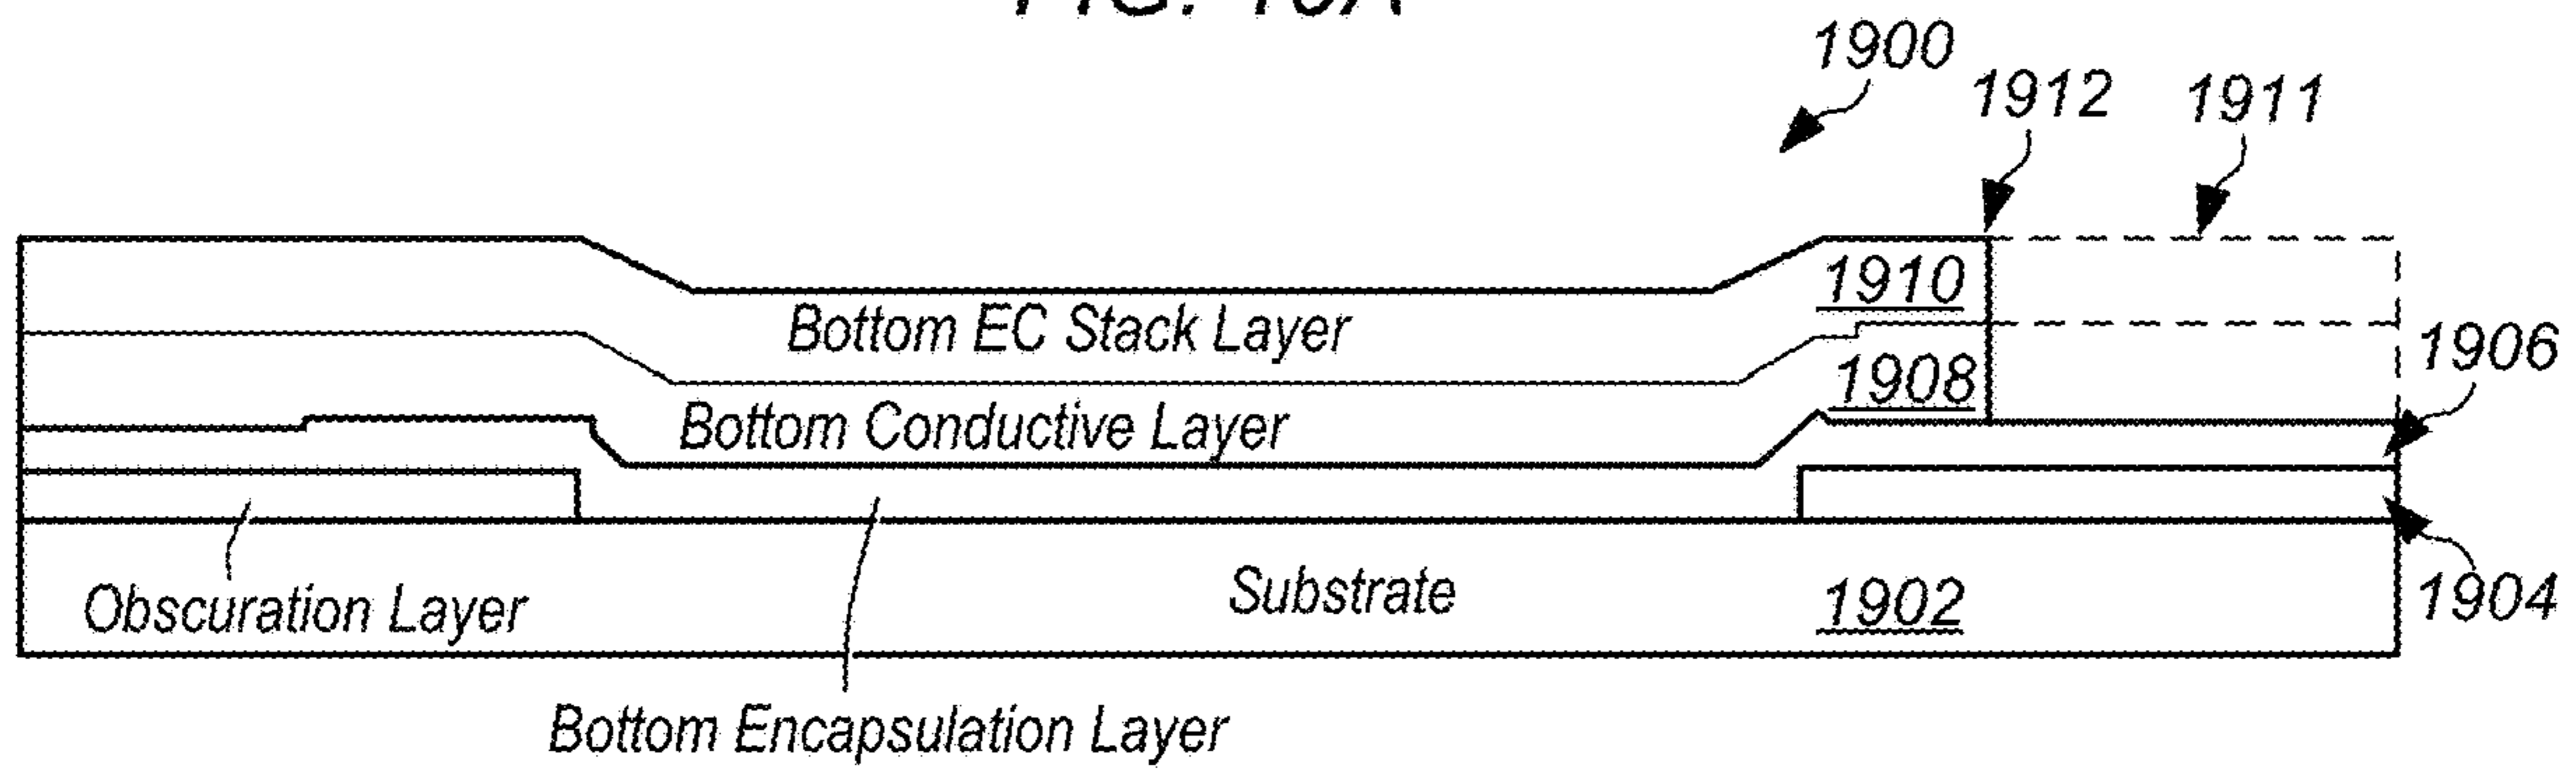 1900
1912
1911
1910
Bottom EC Stack Layer
1906
1908
Bottom Conductive Layer
Substrate
1902
1904
Obscuration Layer
Bottom Encapsulation Layer